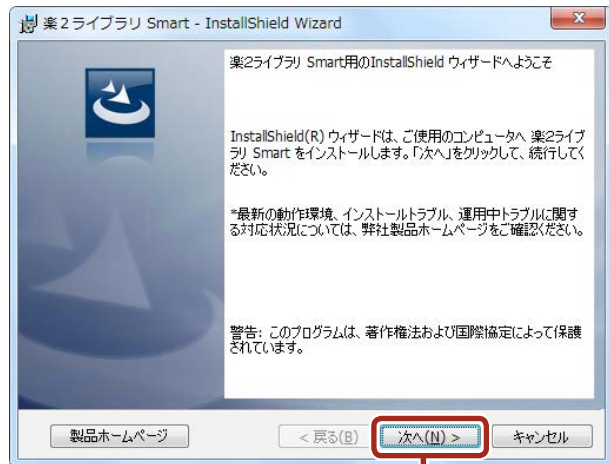 楽2ライブラリ Smart - InstallShield Wizard
楽2ライブラリ Smart用のInstallShield ウィザードへようこそ
InstallShield(R) ウィザードは、ご使用のコンピュータへ 楽2ライブ
ラリ Smart をインストールします。「次へ」をクリックして、続行してく
ださい。
*最新の動作環境、インストールトラブル、運用中トラブルに関す
る対応状況については、弊社製品ホームページをご確認ください。
警告: このプログラムは、著作権法および国際協定によって保護
されています。
製品ホームページ
< 戻る(B)
次へ(N) >
キャンセル